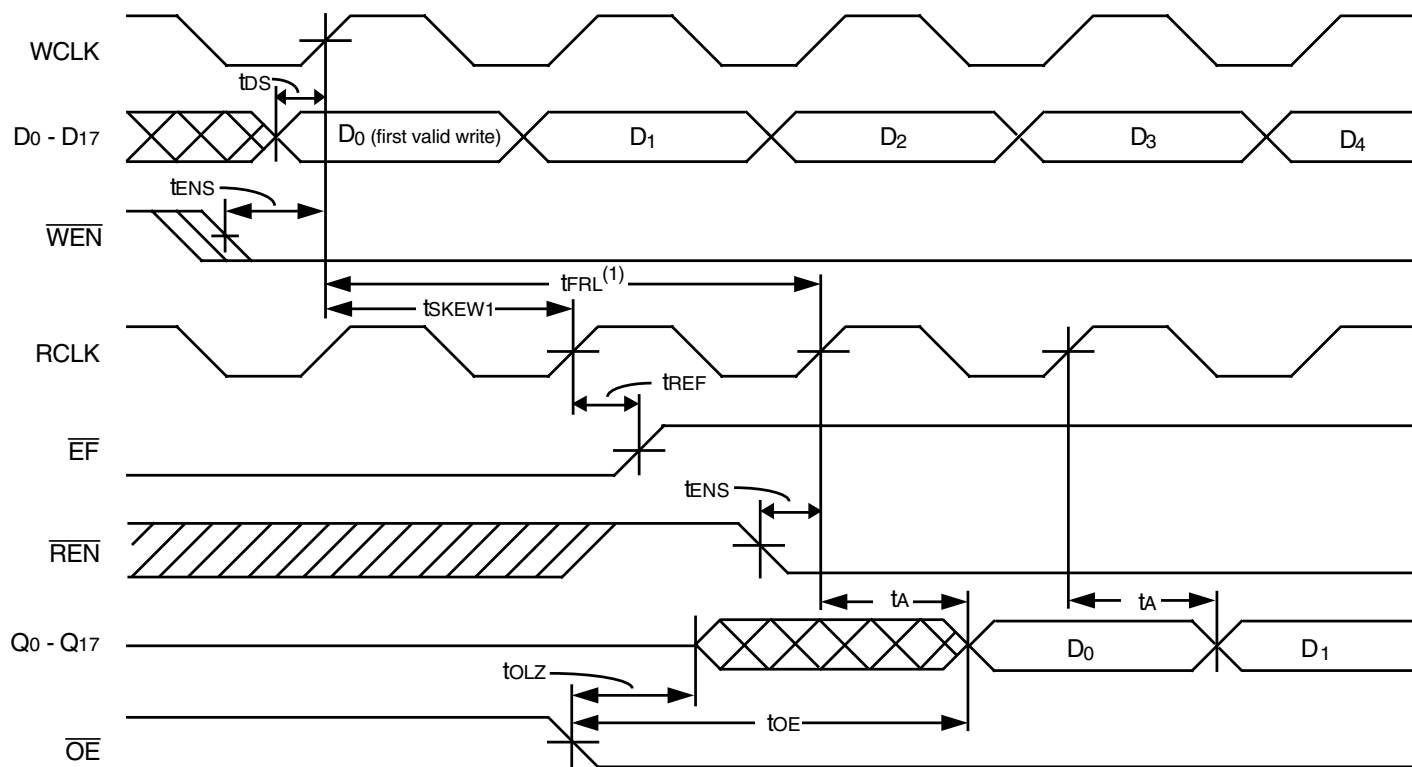 WCLK
tDS
D0 - D17
D0 (first valid write)
D1
D2
D3
D4
tENS
WEN
tFRL(1)
tSKEW1
RCLK
tREF
EF
tENS
REN
tA
tA
Q0 - Q17
D0
D1
tOLZ
tOE
OE